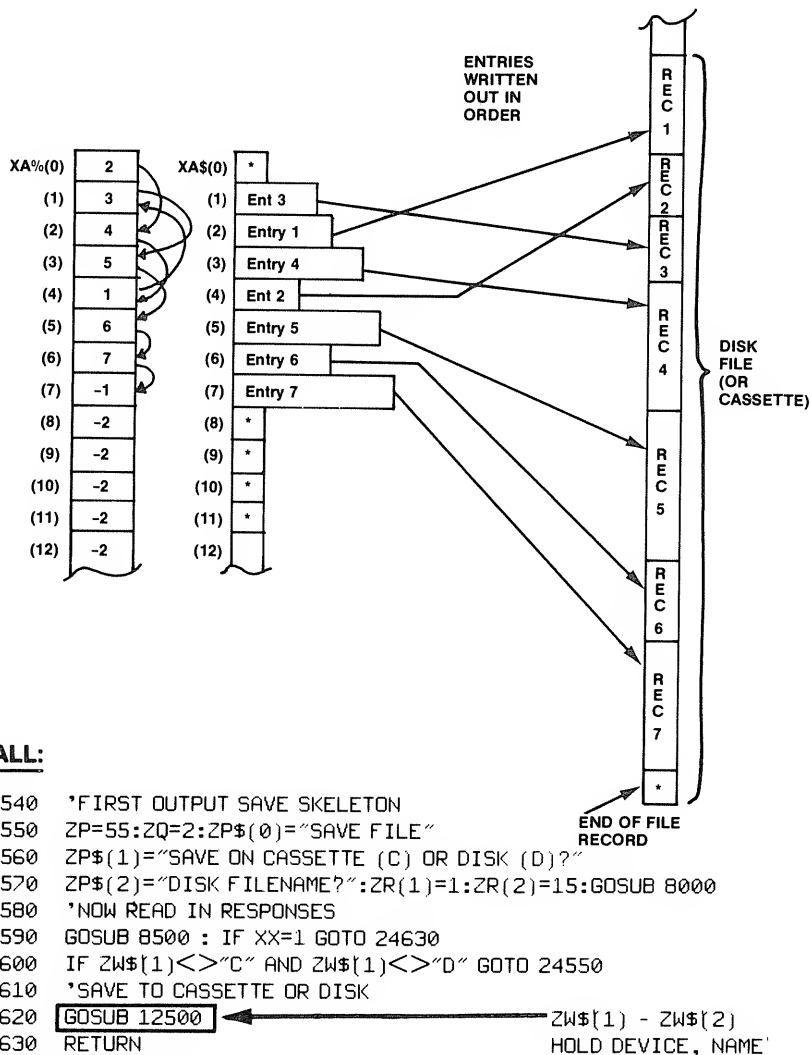 ENTRIES
WRITTEN
OUT IN
ORDER
REC 1
REC 2
REC 3
REC 4
REC 5
REC 6
REC 7
*
DISK
FILE
(OR
CASSETTE)
END OF FILE
RECORD
XA%(0) 2 XA$(0) *
(1) 3 (1) Ent 3
(2) 4 (2) Entry 1
(3) 5 (3) Entry 4
(4) 1 (4) Ent 2
(5) 6 (5) Entry 5
(6) 7 (6) Entry 6
(7) -1 (7) Entry 7
(8) -2 (8) *
(9) -2 (9) *
(10) -2 (10) *
(11) -2 (11) *
(12) -2 (12)
ALL:
540 'FIRST OUTPUT SAVE SKELETON
550 ZP=55:ZQ=2:ZP$(0)="SAVE FILE"
560 ZP$(1)="SAVE ON CASSETTE (C) OR DISK (D)?"
570 ZP$(2)="DISK FILENAME?":ZR(1)=1:ZR(2)=15:GOSUB 8000
580 'NOW READ IN RESPONSES
590 GOSUB 8500 : IF XX=1 GOTO 24630
600 IF ZW$(1)<>"C" AND ZW$(1)<>"D" GOTO 24550
610 'SAVE TO CASSETTE OR DISK
620 GOSUB 12500 ZW$(1) - ZW$(2)
630 RETURN HOLD DEVICE, NAME'